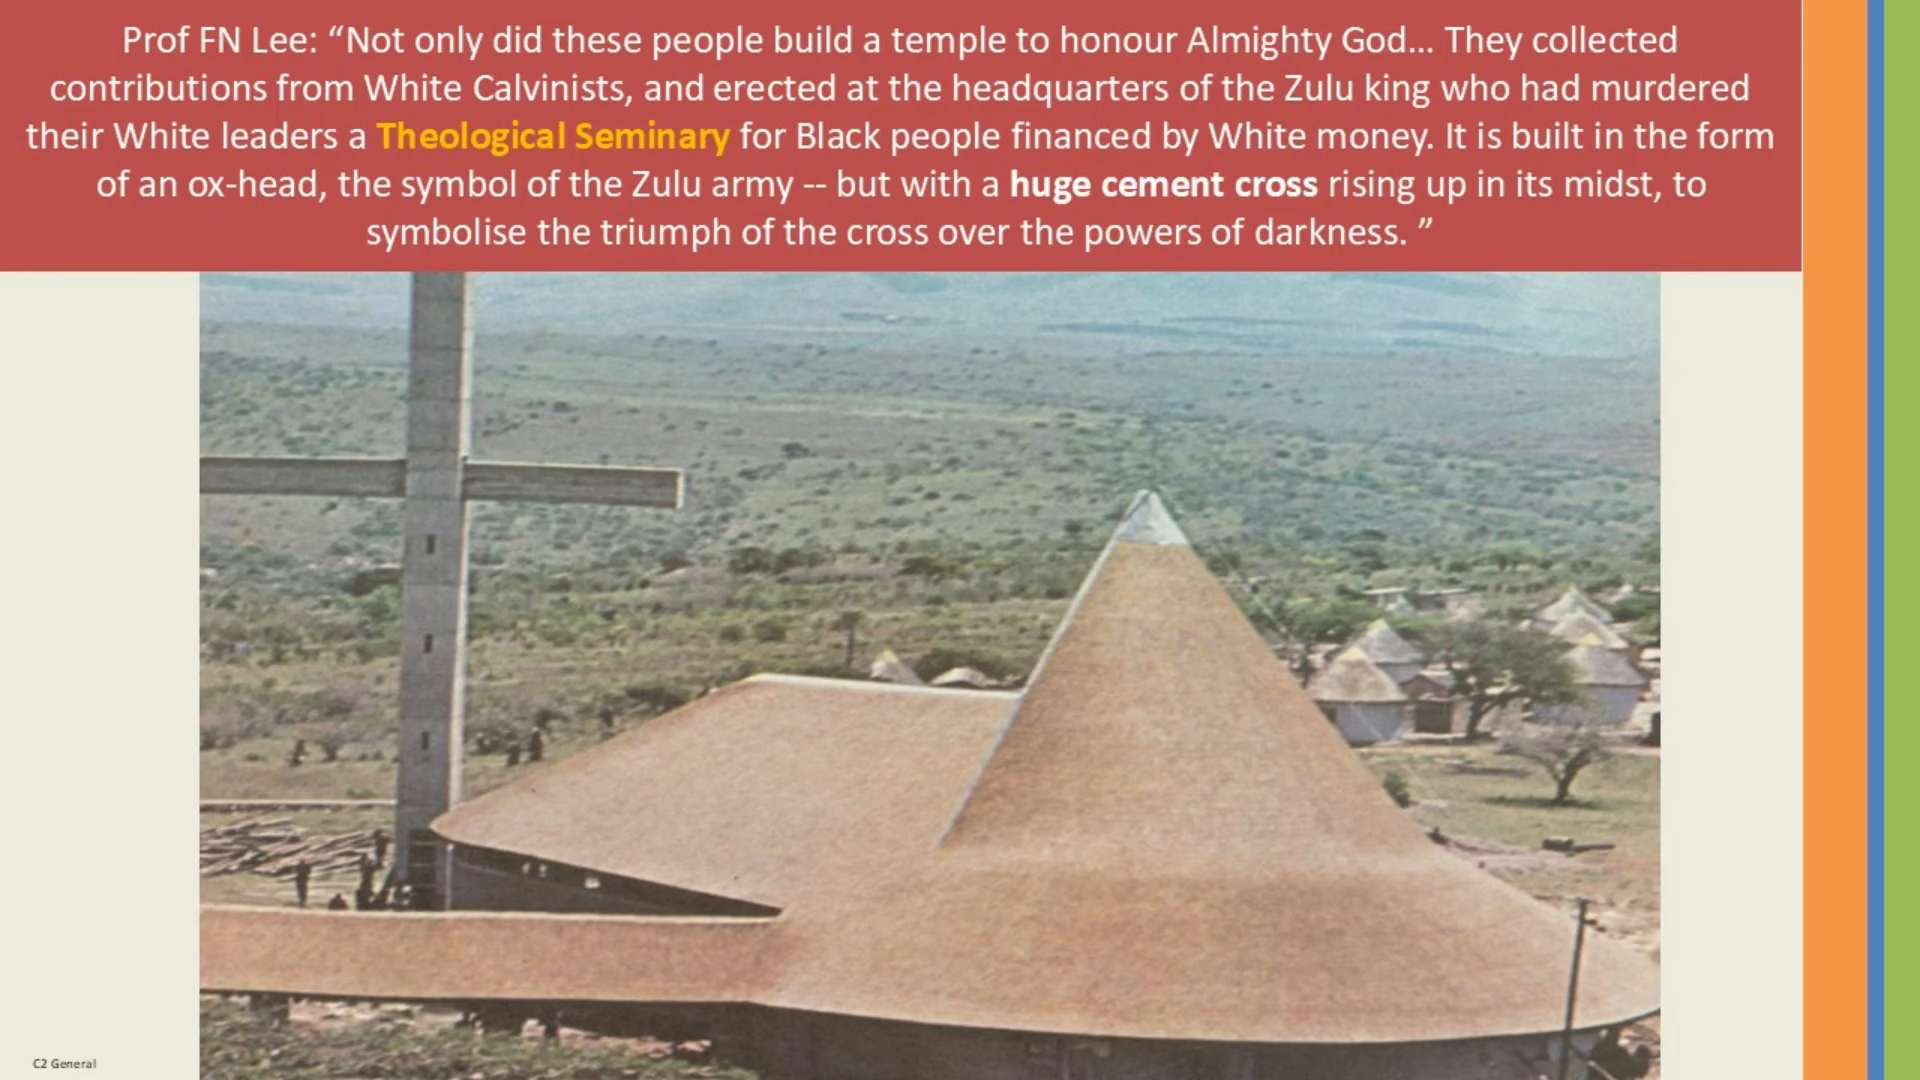 Prof FN Lee: “Not only did these people build a temple to honour Almighty God… They collected
contributions from White Calvinists, and erected at the headquarters of the Zulu king who had murdered
their White leaders a Theological Seminary for Black people financed by White money. It is built in the form
of an ox-head, the symbol of the Zulu army -- but with a huge cement cross rising up in its midst, to
symbolise the triumph of the cross over the powers of darkness. ”
C2 General